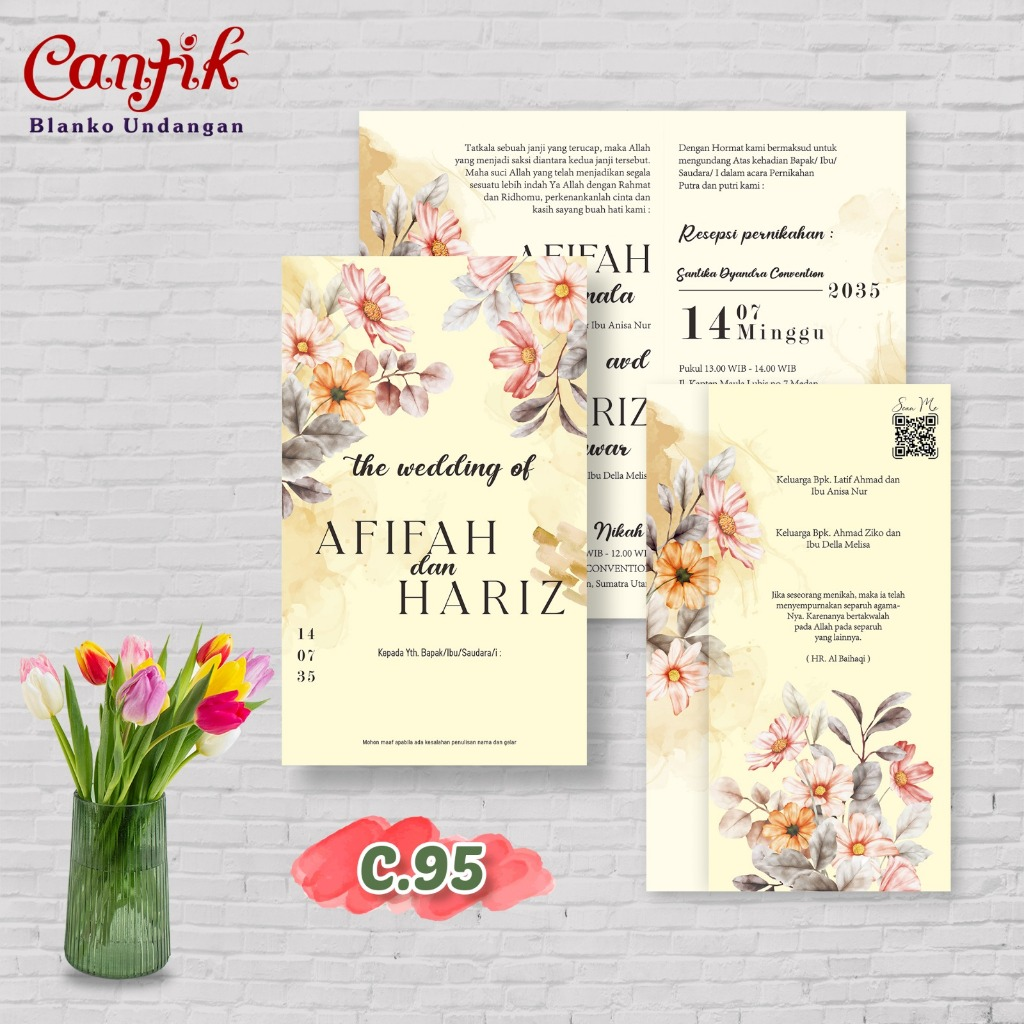 Cantik
Blanko Undangan
Tatkala sebuah janji yang terucap, maka Allah
yang menjadi saksi diantara kedua janji tersebut.
Maha suci Allah yang telah menjadikan segala
sesuatu lebih indah Ya Allah dengan Rahmat
dan Ridhomu, perkenankanlah cinta dan
kasih sayang buah hati kami :
AFIFAH
Ibu Anisa Nur
Ibu Della
Nikah
WIB - 12.00
Sumatra
Dengan Hormat kami bermaksud untuk
mengundang Atas kehadian Bapak/ Ibu/
Saudara/ I dalam acara Pernikahan
Putra dan putri kami :
Resepsi pernikahan :
Santika Dyandra Convention
2035
14
07
Minggu
Pukul 13.00 WIB - 14.00 WIB
the wedding of
AFIFAH
dan
HARIZ
14
07
35
Kepada Yth. Bapak/Ibu/Saudara/i :
Mohon maaf apabila ada kesalahan penulisan nama dan gelar
Scan Me
Keluarga Bpk. Latif Ahmad dan
Ibu Anisa Nur
Keluarga Bpk. Ahmad Ziko dan
Ibu Della Melisa
Jika seseorang menikah, maka ia telah
menyempurnakan separuh agama-
Nya. Karenanya bertakwalah
pada Allah pada separuh
yang lainnya.
( HR. Al Baihaqi )
C.95